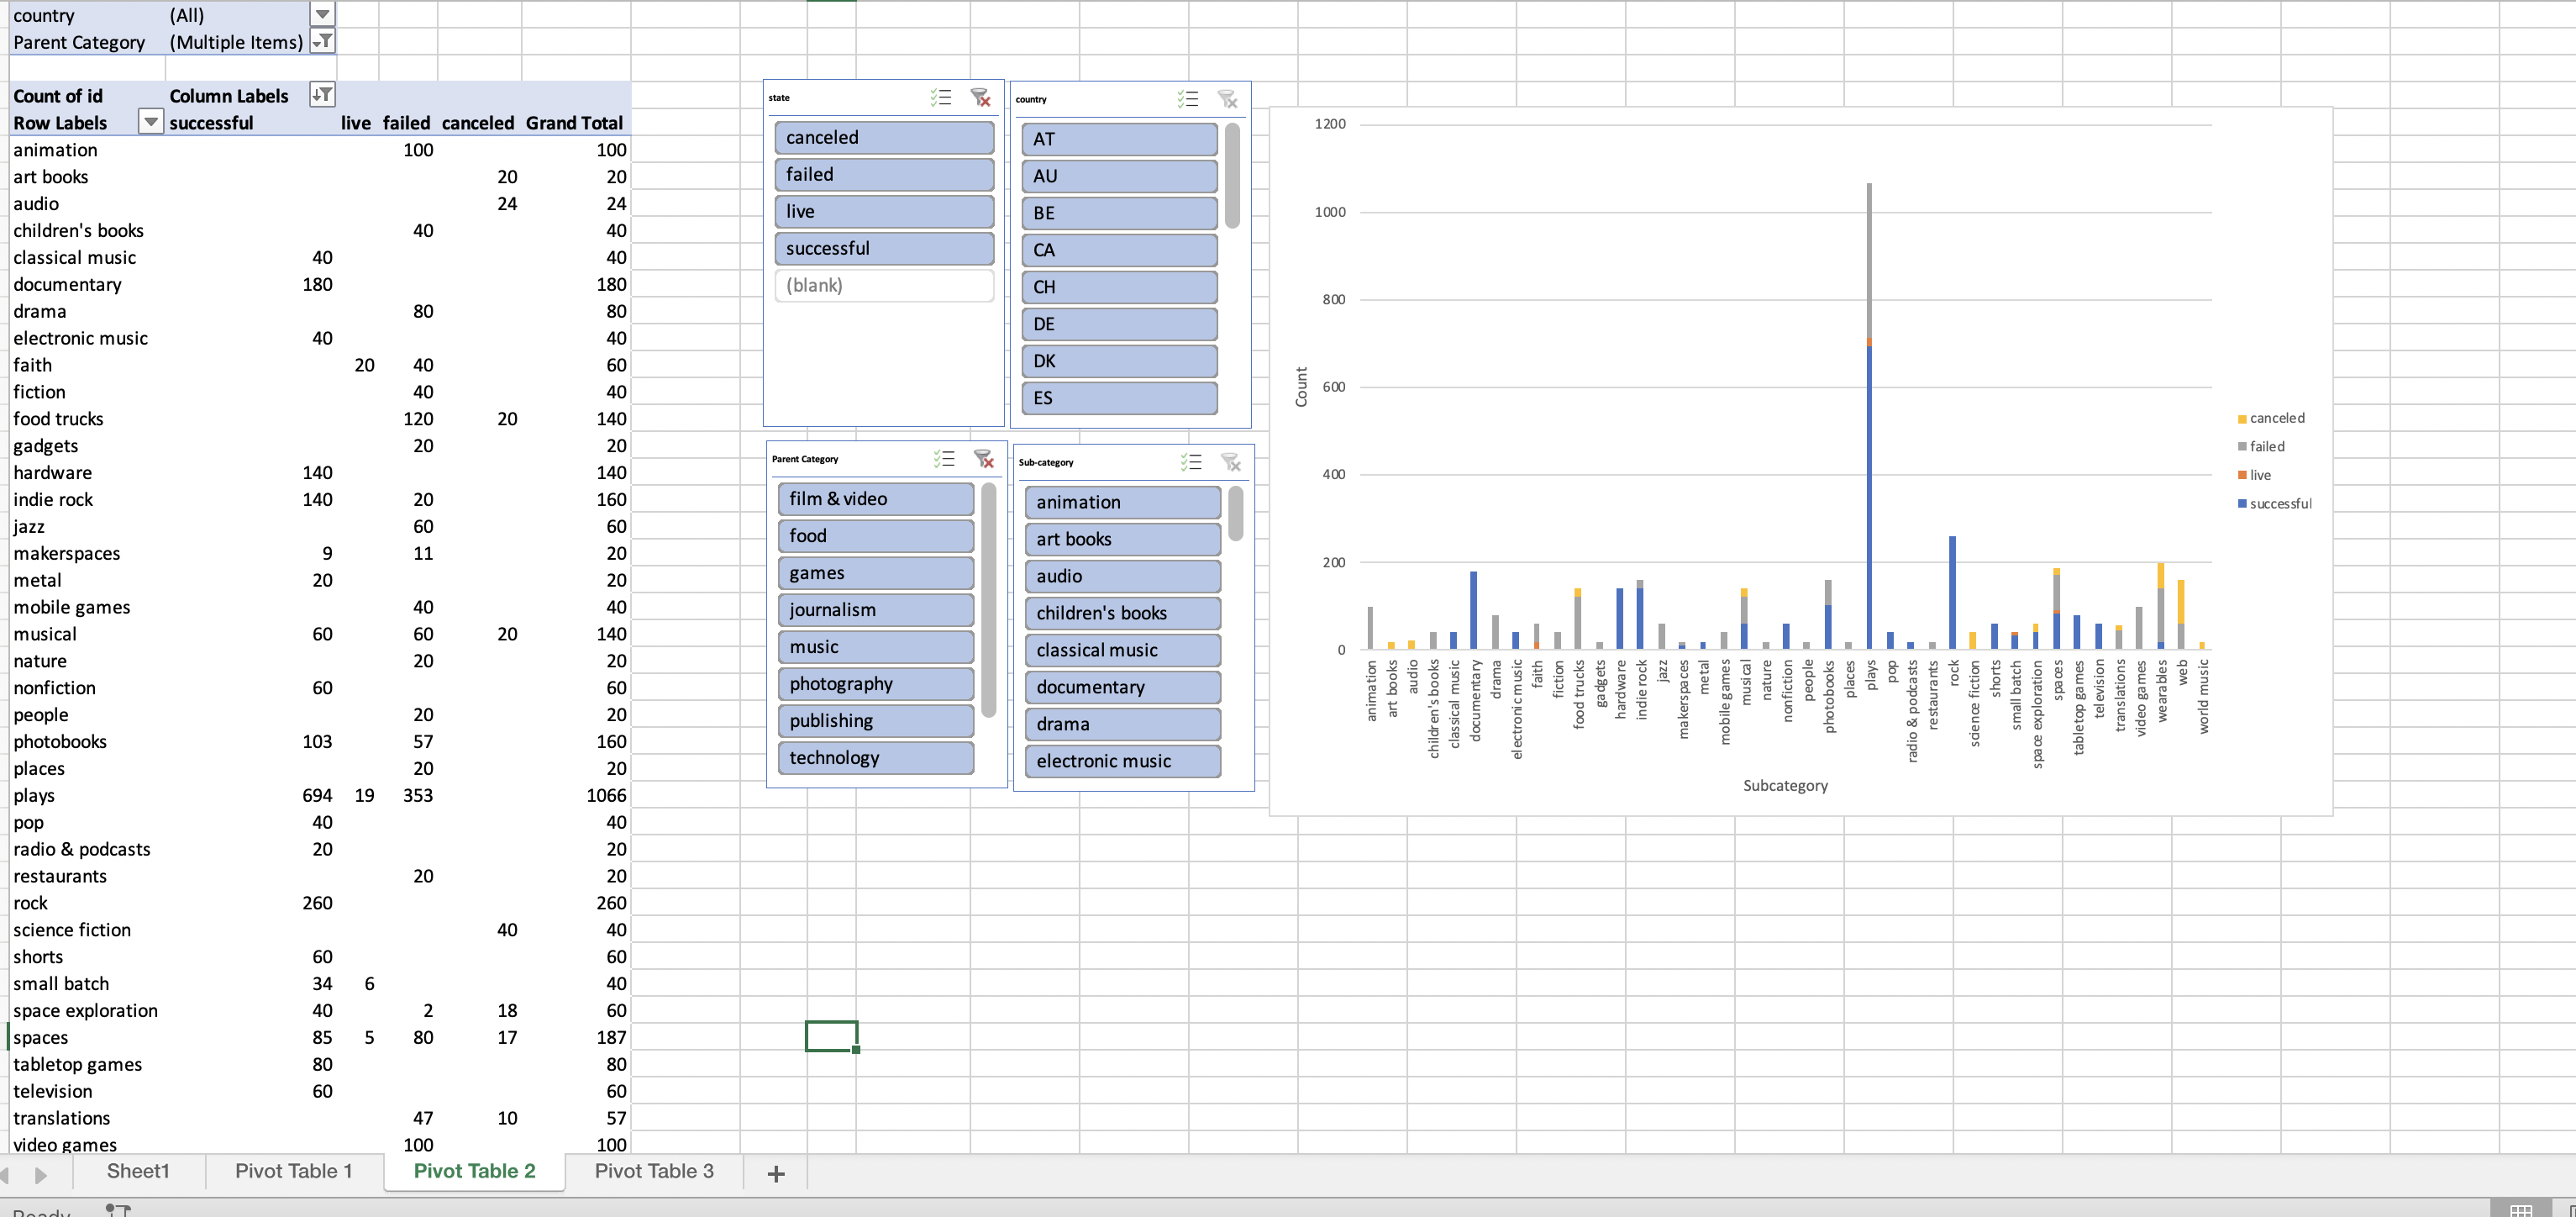 country (All)
Parent Category (Multiple Items)
Count of id Column Labels
Row Labels successful live failed canceled Grand Total
animation 100 100
art books 20 20
audio 24 24
children's books 40 40
classical music 40 40
documentary 180 180
drama 80 80
electronic music 40 40
faith 20 40 60
fiction 40 40
food trucks 120 20 140
gadgets 20 20
hardware 140 140
indie rock 140 20 160
jazz 60 60
makerspaces 9 11 20
metal 20 20
mobile games 40 40
musical 60 60 20 140
nature 20 20
nonfiction 60 60
people 20 20
photobooks 103 57 160
places 20 20
plays 694 19 353 1066
pop 40 40
radio & podcasts 20 20
restaurants 20 20
rock 260 260
science fiction 40 40
shorts 60 60
small batch 34 6 40
space exploration 40 2 18 60
spaces 85 5 80 17 187
tabletop games 80 80
television 60 60
translations 47 10 57
video games 100 100
state
canceled
failed
live
successful
(blank)
country
AT
AU
BE
CA
CH
DE
DK
ES
Parent Category
film & video
food
games
journalism
music
photography
publishing
technology
Sub-category
animation
art books
audio
children's books
classical music
documentary
drama
electronic music
1200
1000
800
600
400
200
0
Count
animation
art books
audio
children's books
classical music
documentary
drama
electronic music
faith
fiction
food trucks
gadgets
hardware
indie rock
jazz
makerspaces
metal
mobile games
musical
nature
nonfiction
people
photobooks
places
plays
pop
radio & podcasts
restaurants
rock
science fiction
shorts
small batch
space exploration
spaces
tabletop games
television
translations
video games
wearables
web
world music
Subcategory
canceled
failed
live
successful
Sheet1 Pivot Table 1 Pivot Table 2 Pivot Table 3 +
Ready